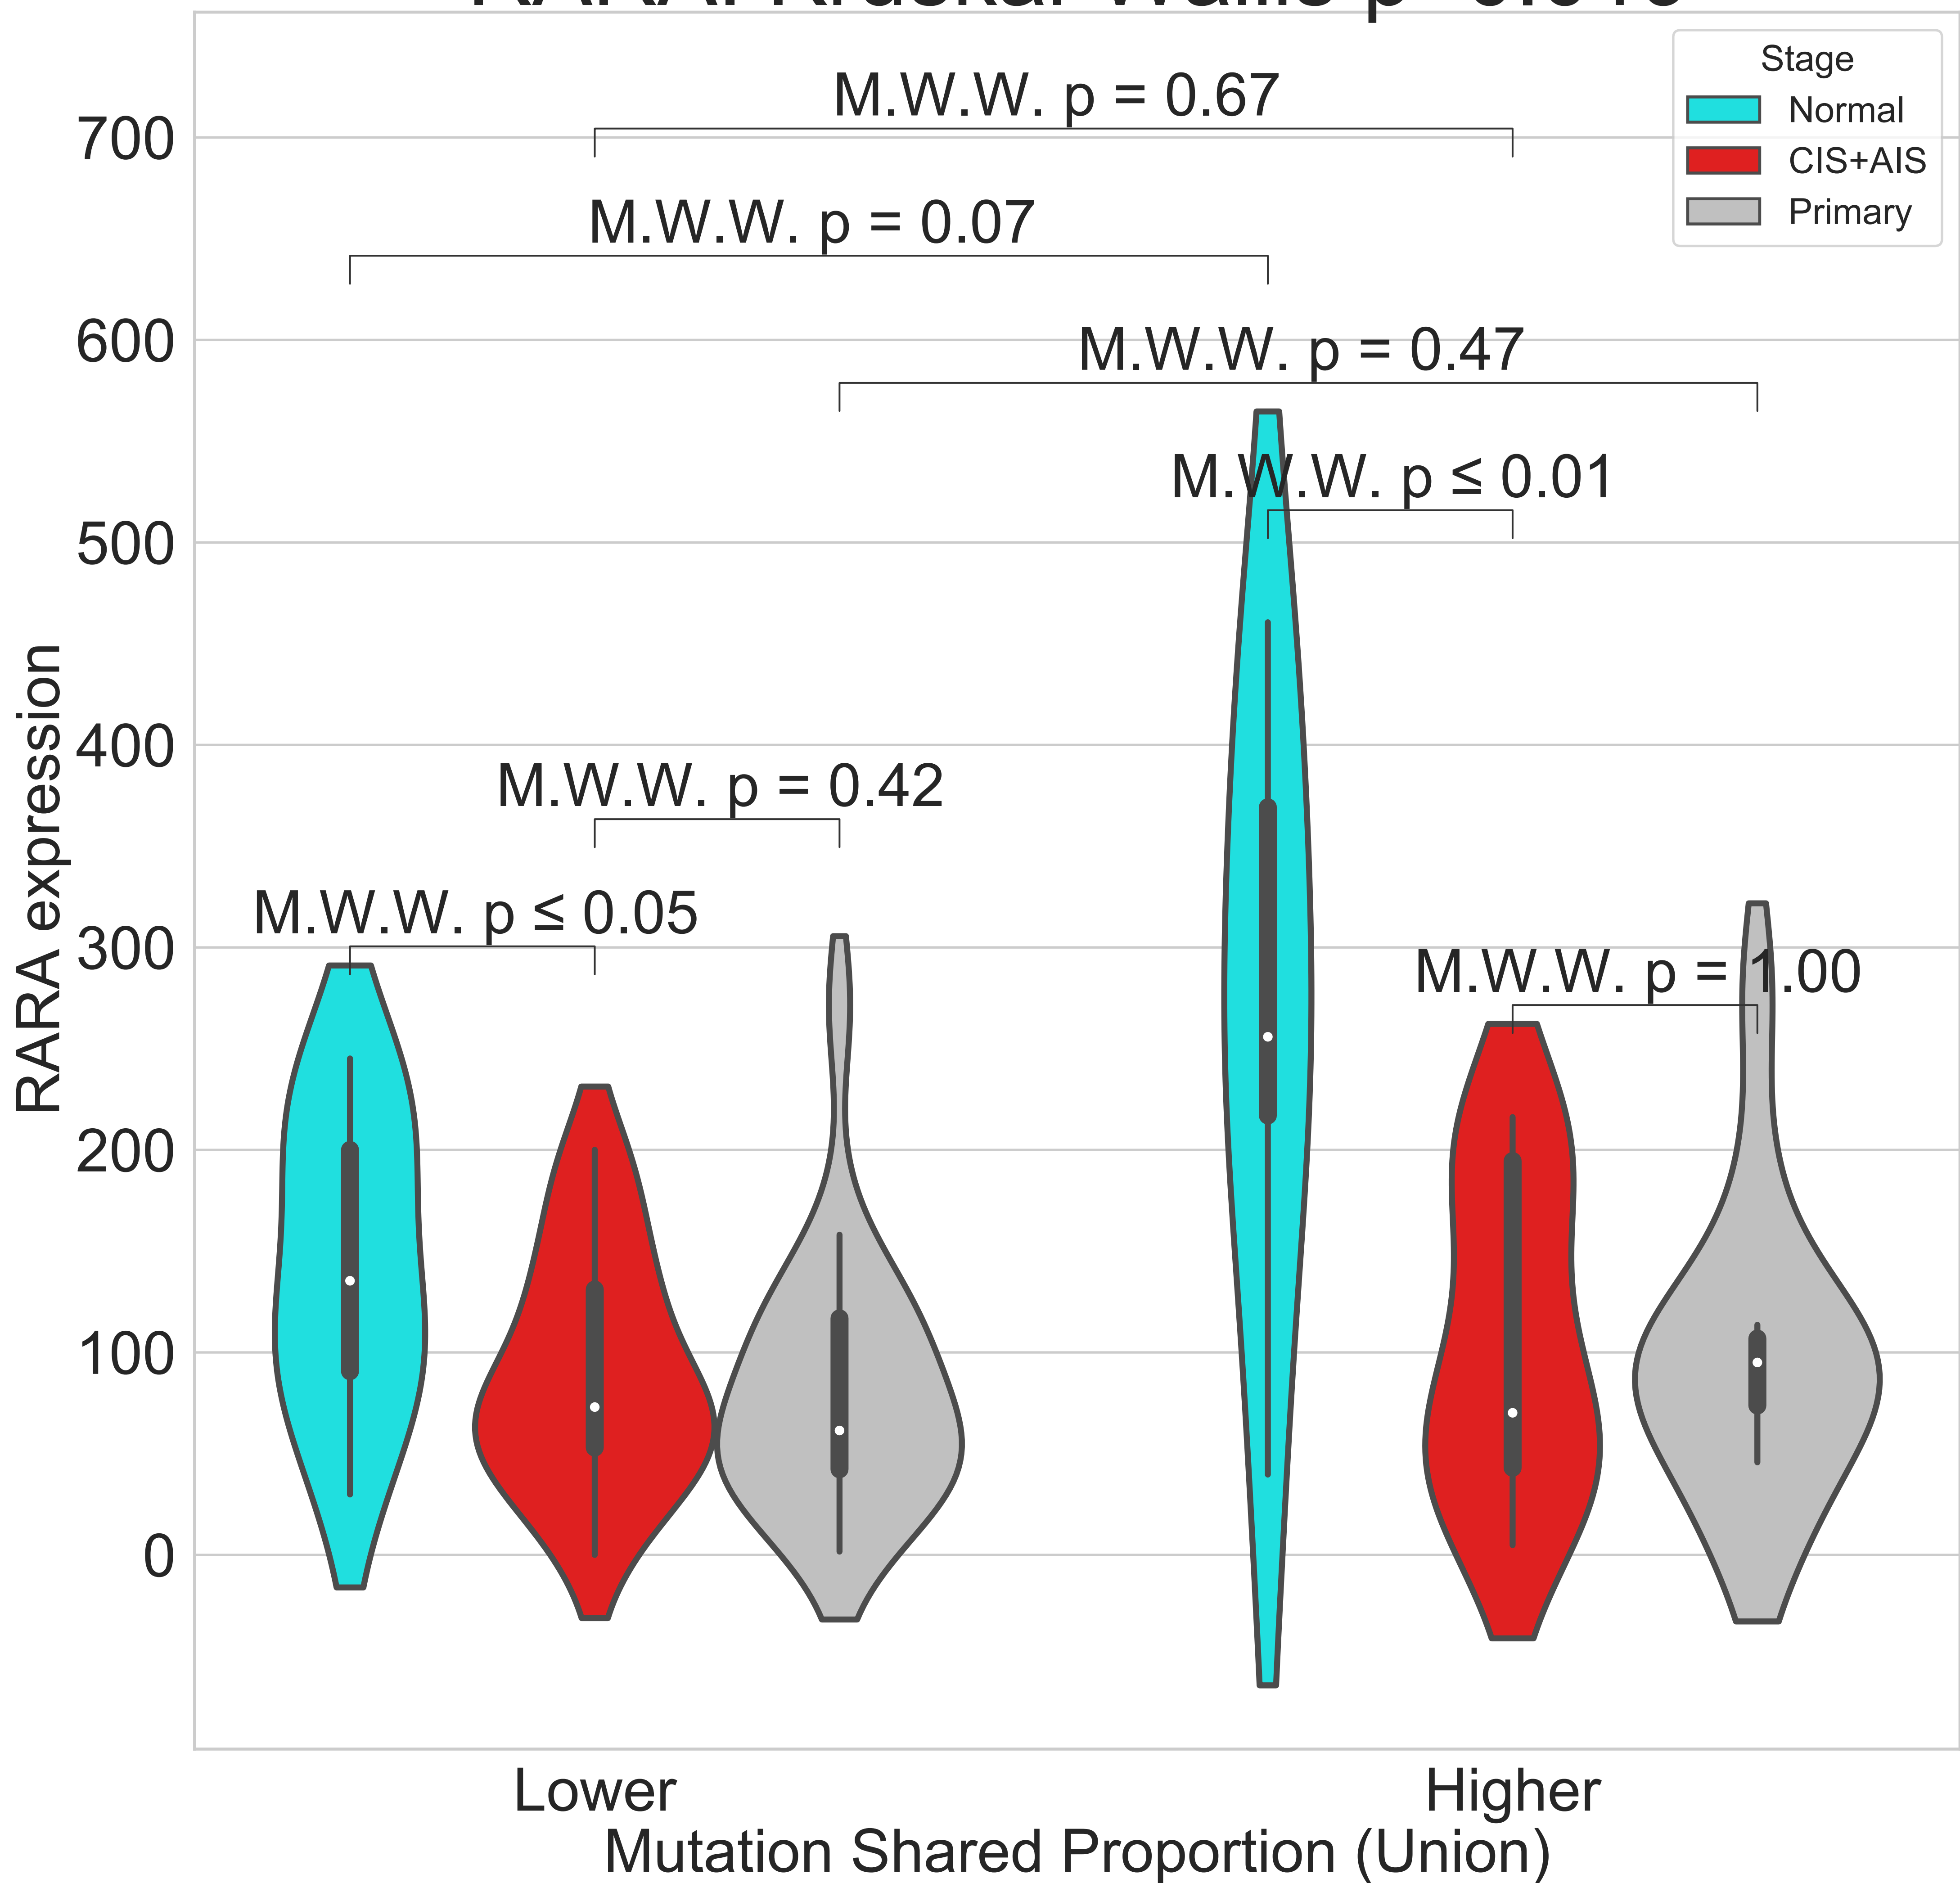 Stage
Normal
CIS+AIS
Primary
M.W.W. p = 0.67
M.W.W. p = 0.07
M.W.W. p = 0.47
M.W.W. p ≤ 0.01
M.W.W. p = 0.42
M.W.W. p ≤ 0.05
M.W.W. p = 1.00
RARA expression
700
600
500
400
300
200
100
0
Lower
Higher
Mutation Shared Proportion (Union)